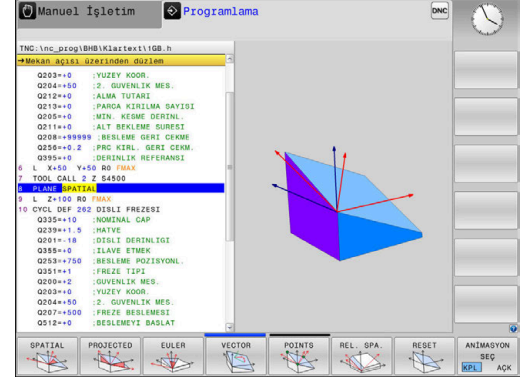 Manuel İşletim
Programlama
DNC
TNC:\nc_prog\BHB\Klartext\1GB.h
→Mekan açısı üzerinden düzlem
Q203=+0 ;YUZEY KOOR.
Q204=+50 ;2. GUVENLIK MES.
Q212=+0 ;ALMA TUTARI
Q213=+0 ;PARCA KIRILMA SAYISI
Q205=+0 ;MIN. KESME DERINL.
Q211=+0 ;ALT BEKLEME SURESI
Q208=+99999 ;BESLEME GERI CEKME
Q256=+0.2 ;PRC KIRL. GERI CEKM.
Q395=+0 ;DERINLIK REFERANSI
6 L X+50 Y+50 R0 FMAX
7 TOOL CALL 2 Z S4500
8 PLANE SPATIAL
9 L Z+100 R0 FMAX
10 CYCL DEF 262 DISLI FREZESI
Q335=+10 ;NOMINAL CAP
Q239=+1.5 ;HATVE
Q201=-18 ;DISLI DERINLIGI
Q355=+0 ;ILAVE ETMEK
Q253=+750 ;BESLEME POZISYONL.
Q351=+1 ;FREZE TIPI
Q200=+2 ;GUVENLIK MES.
Q203=+0 ;YUZEY KOOR.
Q204=+50 ;2. GUVENLIK MES.
Q207=+500 ;FREZE BESLEMESI
Q512=+0 ;BESLEMEYI BASLAT
SPATIAL PROJECTED EULER VECTOR POINTS REL. SPA. RESET ANİMASYON
SEÇ
KPL AÇK